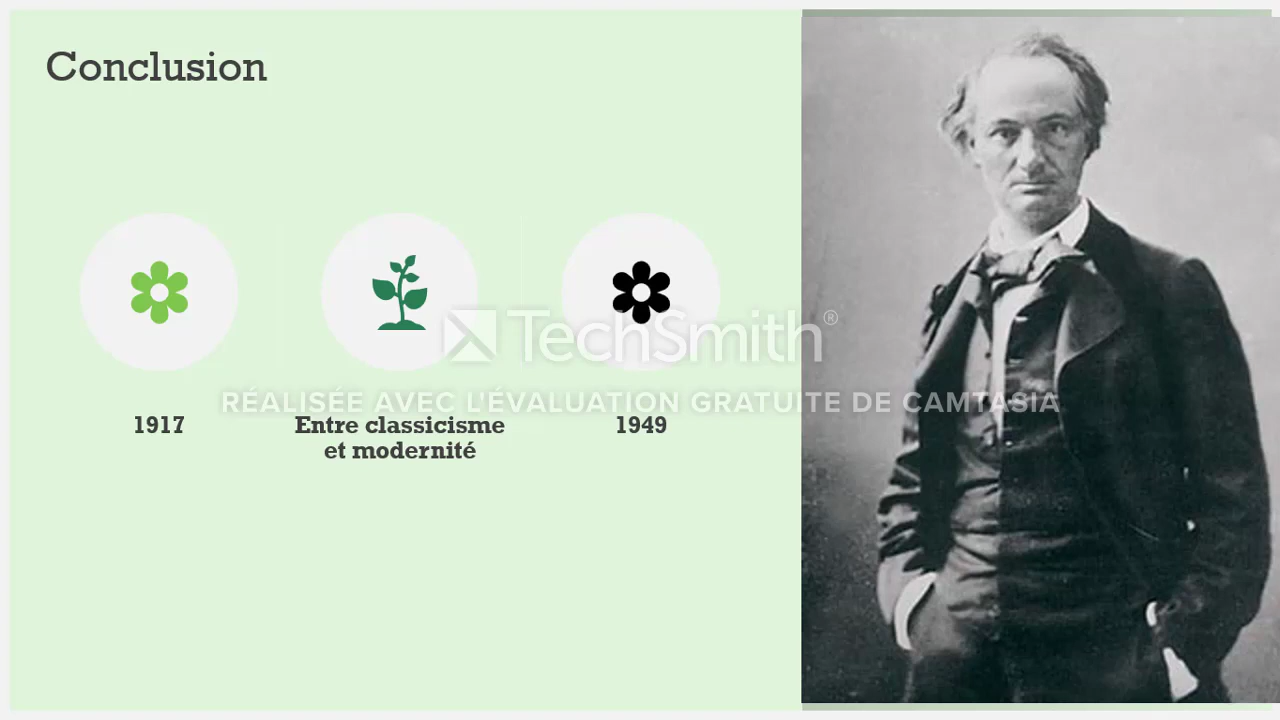 Conclusion
TechSmith®
RÉALISÉE AVEC L'ÉVALUATION GRATUITE DE CAMTASIA
1917
Entre classicisme
et modernité
1949